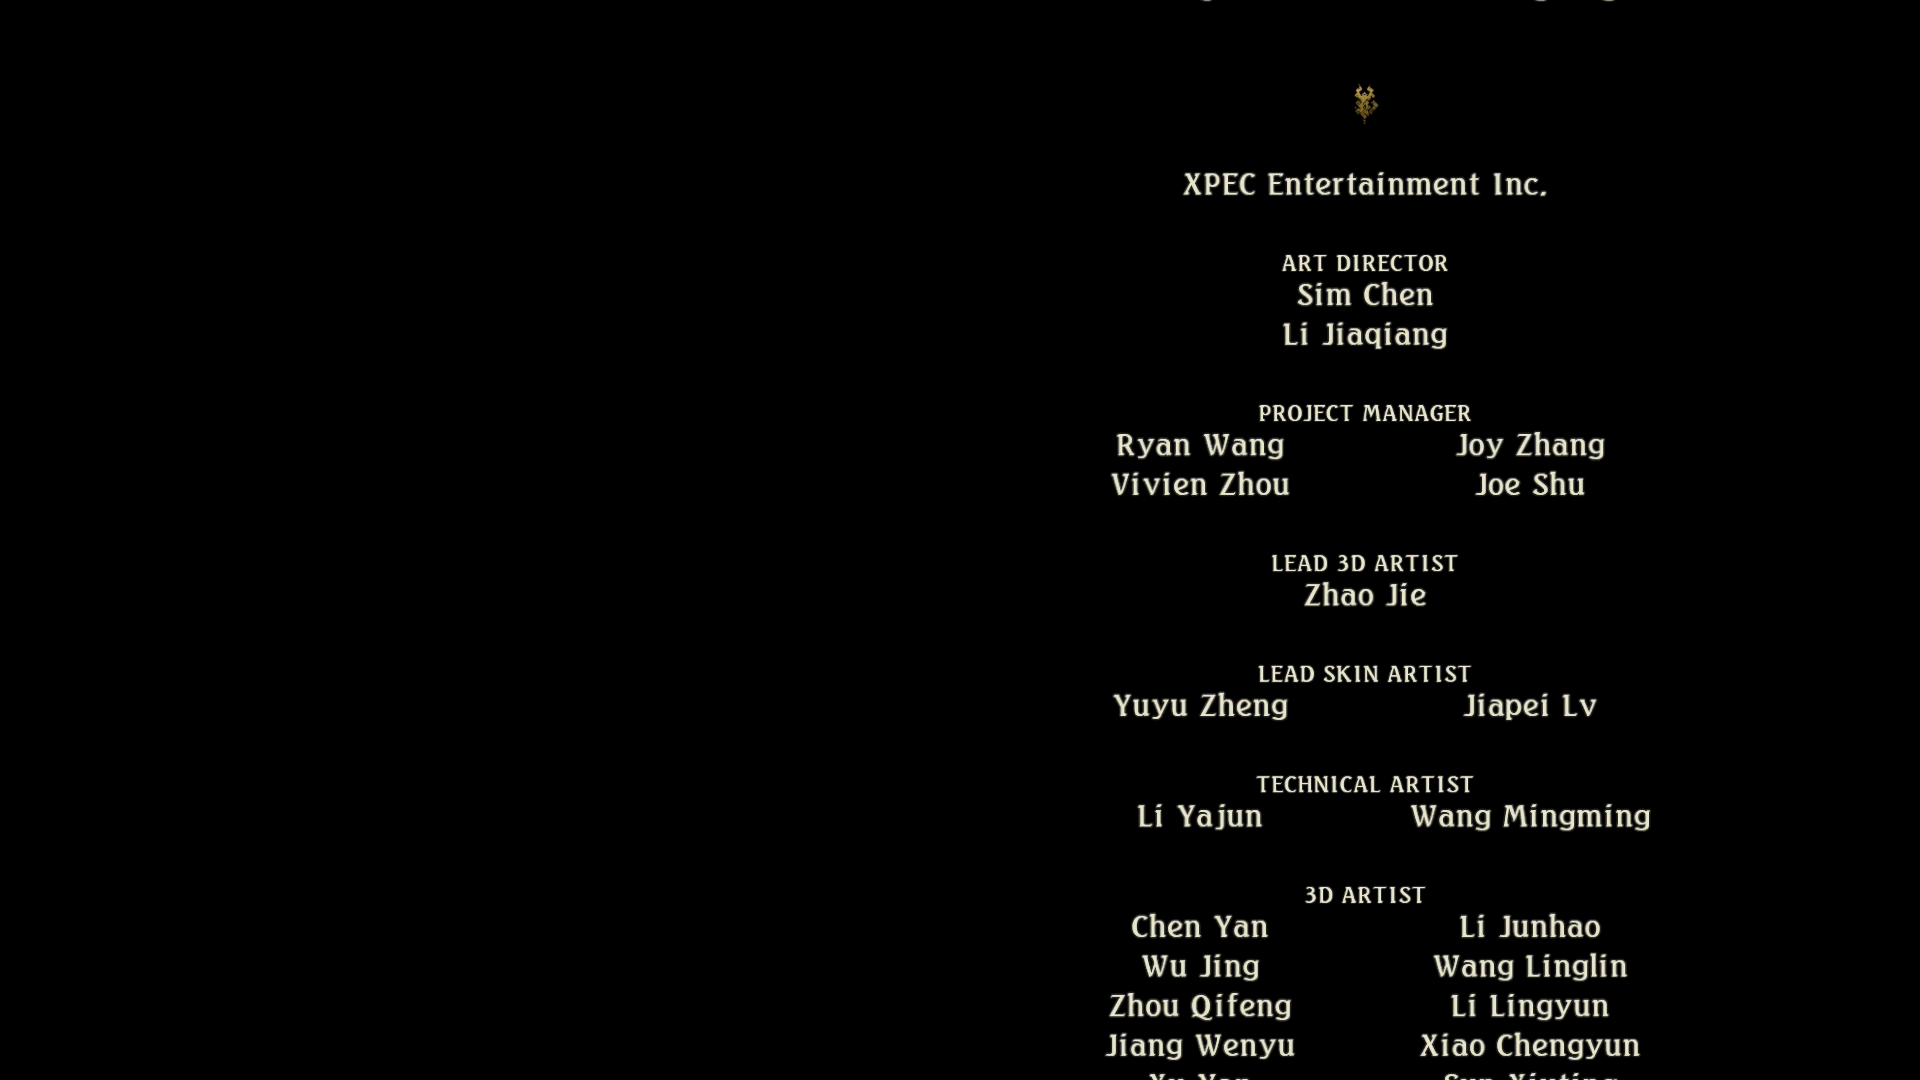 XPEC Entertainment Inc.
ART DIRECTOR
Sim Chen
Li Jiaqiang
PROJECT MANAGER
Ryan Wang Joy Zhang
Vivien Zhou Joe Shu
LEAD 3D ARTIST
Zhao Jie
LEAD SKIN ARTIST
Yuyu Zheng Jiapei Lv
TECHNICAL ARTIST
Li Yajun Wang Mingming
3D ARTIST
Chen Yan Li Junhao
Wu Jing Wang Linglin
Zhou Qifeng Li Lingyun
Jiang Wenyu Xiao Chengyun